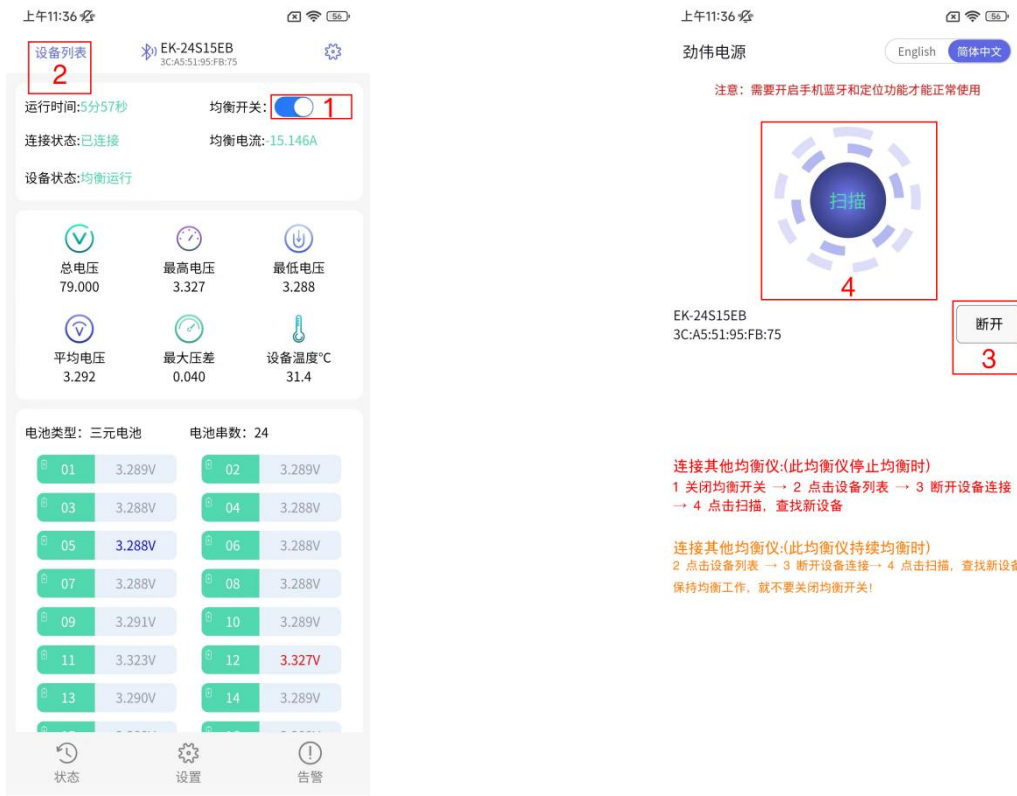 上午11:36
56
设备列表
EK-24S15EB
3C:A5:51:95:FB:75
2
运行时间:5分57秒
均衡开关:
1
连接状态:已连接
均衡电流:-15.146A
设备状态:均衡运行
总电压
最高电压
最低电压
79.000
3.327
3.288
平均电压
最大压差
设备温度℃
3.292
0.040
31.4
电池类型: 三元电池
电池串数: 24
01 3.289V
02 3.289V
03 3.288V
04 3.288V
05 3.288V
06 3.288V
07 3.288V
08 3.288V
09 3.291V
10 3.289V
11 3.323V
12 3.327V
13 3.290V
14 3.289V
状态
设置
告警
上午11:36
56
劲伟电源
English
简体中文
注意: 需要开启手机蓝牙和定位功能才能正常使用
扫描
4
EK-24S15EB
3C:A5:51:95:FB:75
断开
3
连接其他均衡仪:(此均衡仪停止均衡时)
1 关闭均衡开关 → 2 点击设备列表 → 3 断开设备连接
→ 4 点击扫描, 查找新设备
连接其他均衡仪:(此均衡仪持续均衡时)
2 点击设备列表 → 3 断开设备连接→ 4 点击扫描, 查找新设备
保持均衡工作, 就不要关闭均衡开关!